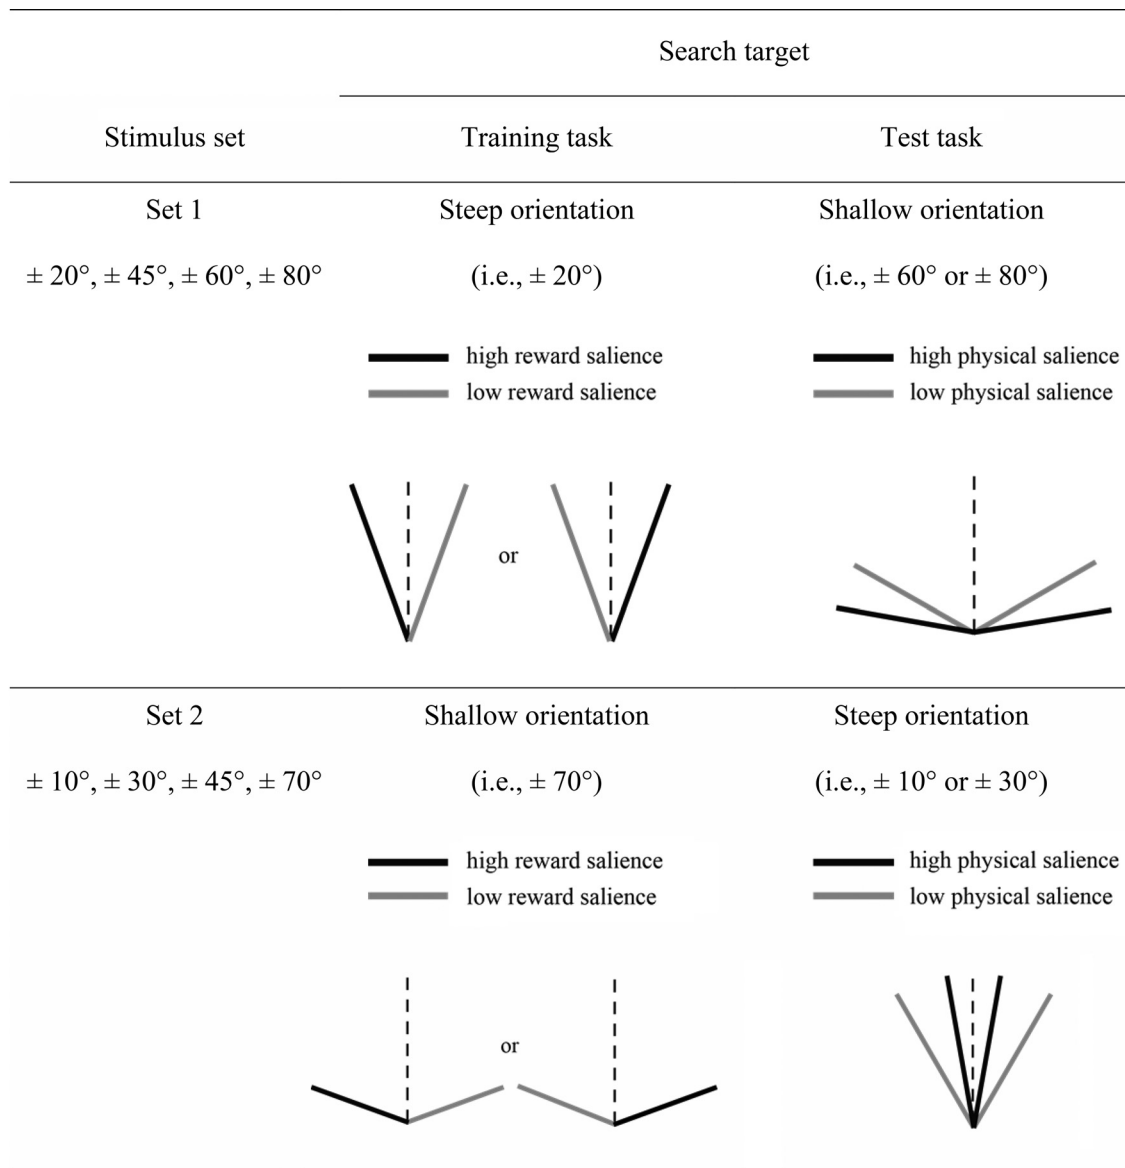 Search target
Stimulus set Training task Test task
Set 1 Steep orientation Shallow orientation
± 20°, ± 45°, ± 60°, ± 80° (i.e., ± 20°) (i.e., ± 60° or ± 80°)
high reward salience high physical salience
low reward salience low physical salience
or
Set 2 Shallow orientation Steep orientation
± 10°, ± 30°, ± 45°, ± 70° (i.e., ± 70°) (i.e., ± 10° or ± 30°)
high reward salience high physical salience
low reward salience low physical salience
or